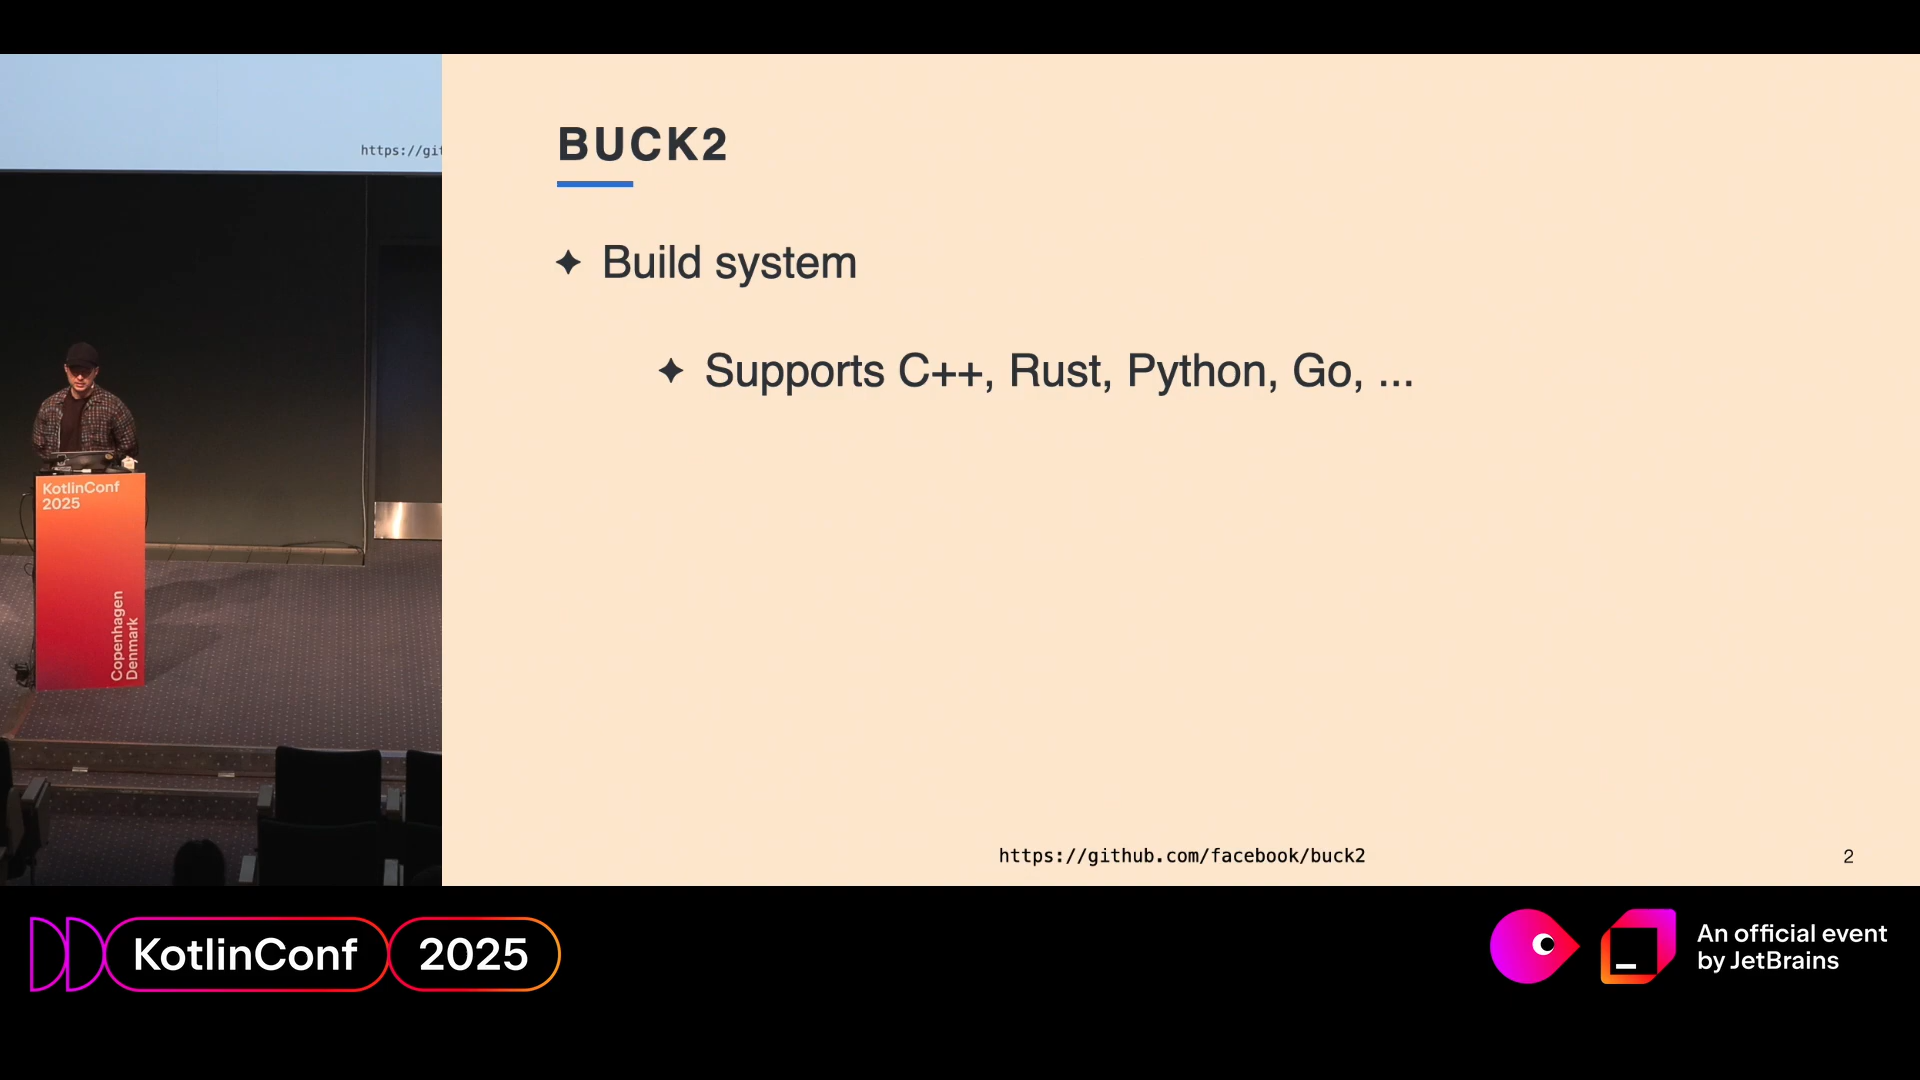 https://git
BUCK2
✦ Build system
✦ Supports C++, Rust, Python, Go, ...
https://github.com/facebook/buck2
2
KotlinConf
2025
Copenhagen
Denmark
KotlinConf 2025
An official event
by JetBrains